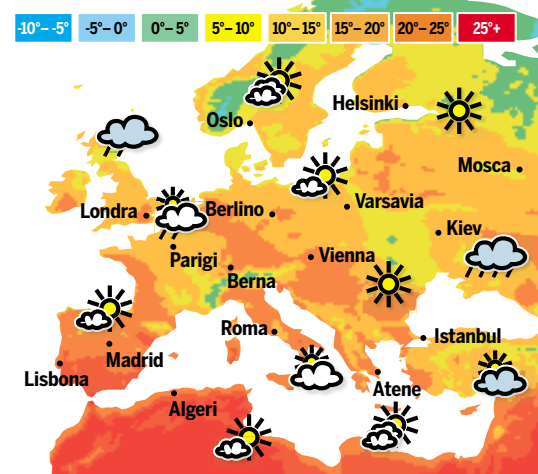 -10°- -5° -5°– 0° 0°– 5° 5°– 10° 10°– 15° 15°– 20° 20°– 25° 25°+
Helsinki
Oslo
Mosca
Londra Berlino Varsavia
Kiev
Parigi Vienna
Berna
Roma Istanbul
Madrid
Lisbona Atene
Algeri